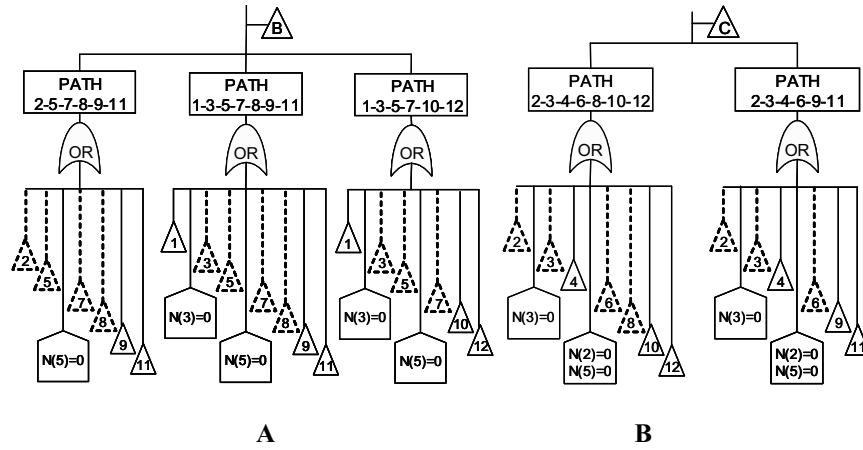 B
C
PATH
2-5-7-8-9-11
PATH
1-3-5-7-8-9-11
PATH
1-3-5-7-10-12
PATH
2-3-4-6-8-10-12
PATH
2-3-4-6-9-11
OR
OR
OR
OR
OR
2
5
7
8
9
11
N(5)=0
1
3
5
7
8
9
11
N(3)=0
N(5)=0
1
3
5
7
10
12
N(3)=0
N(5)=0
2
3
4
6
8
10
12
N(3)=0
N(2)=0
N(5)=0
2
3
4
6
9
11
N(3)=0
N(2)=0
N(5)=0
A
B